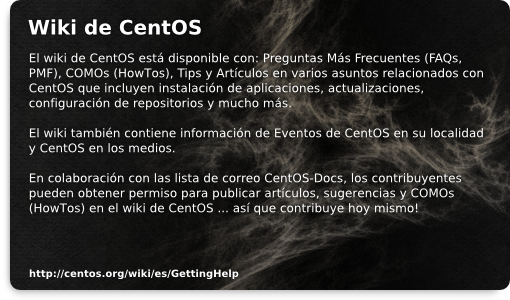 Wiki de CentOS
El wiki de CentOS está disponible con: Preguntas Más Frecuentes (FAQs,
PMF), COMOs (HowTos), Tips y Artículos en varios asuntos relacionados con
CentOS que incluyen instalación de aplicaciones, actualizaciones,
configuración de repositorios y mucho más.
El wiki también contiene información de Eventos de CentOS en su localidad
y CentOS en los medios.
En colaboración con las lista de correo CentOS-Docs, los contribuyentes
pueden obtener permiso para publicar artículos, sugerencias y COMOs
(HowTos) en el wiki de CentOS ... así que contribuye hoy mismo!
http://centos.org/wiki/es/GettingHelp